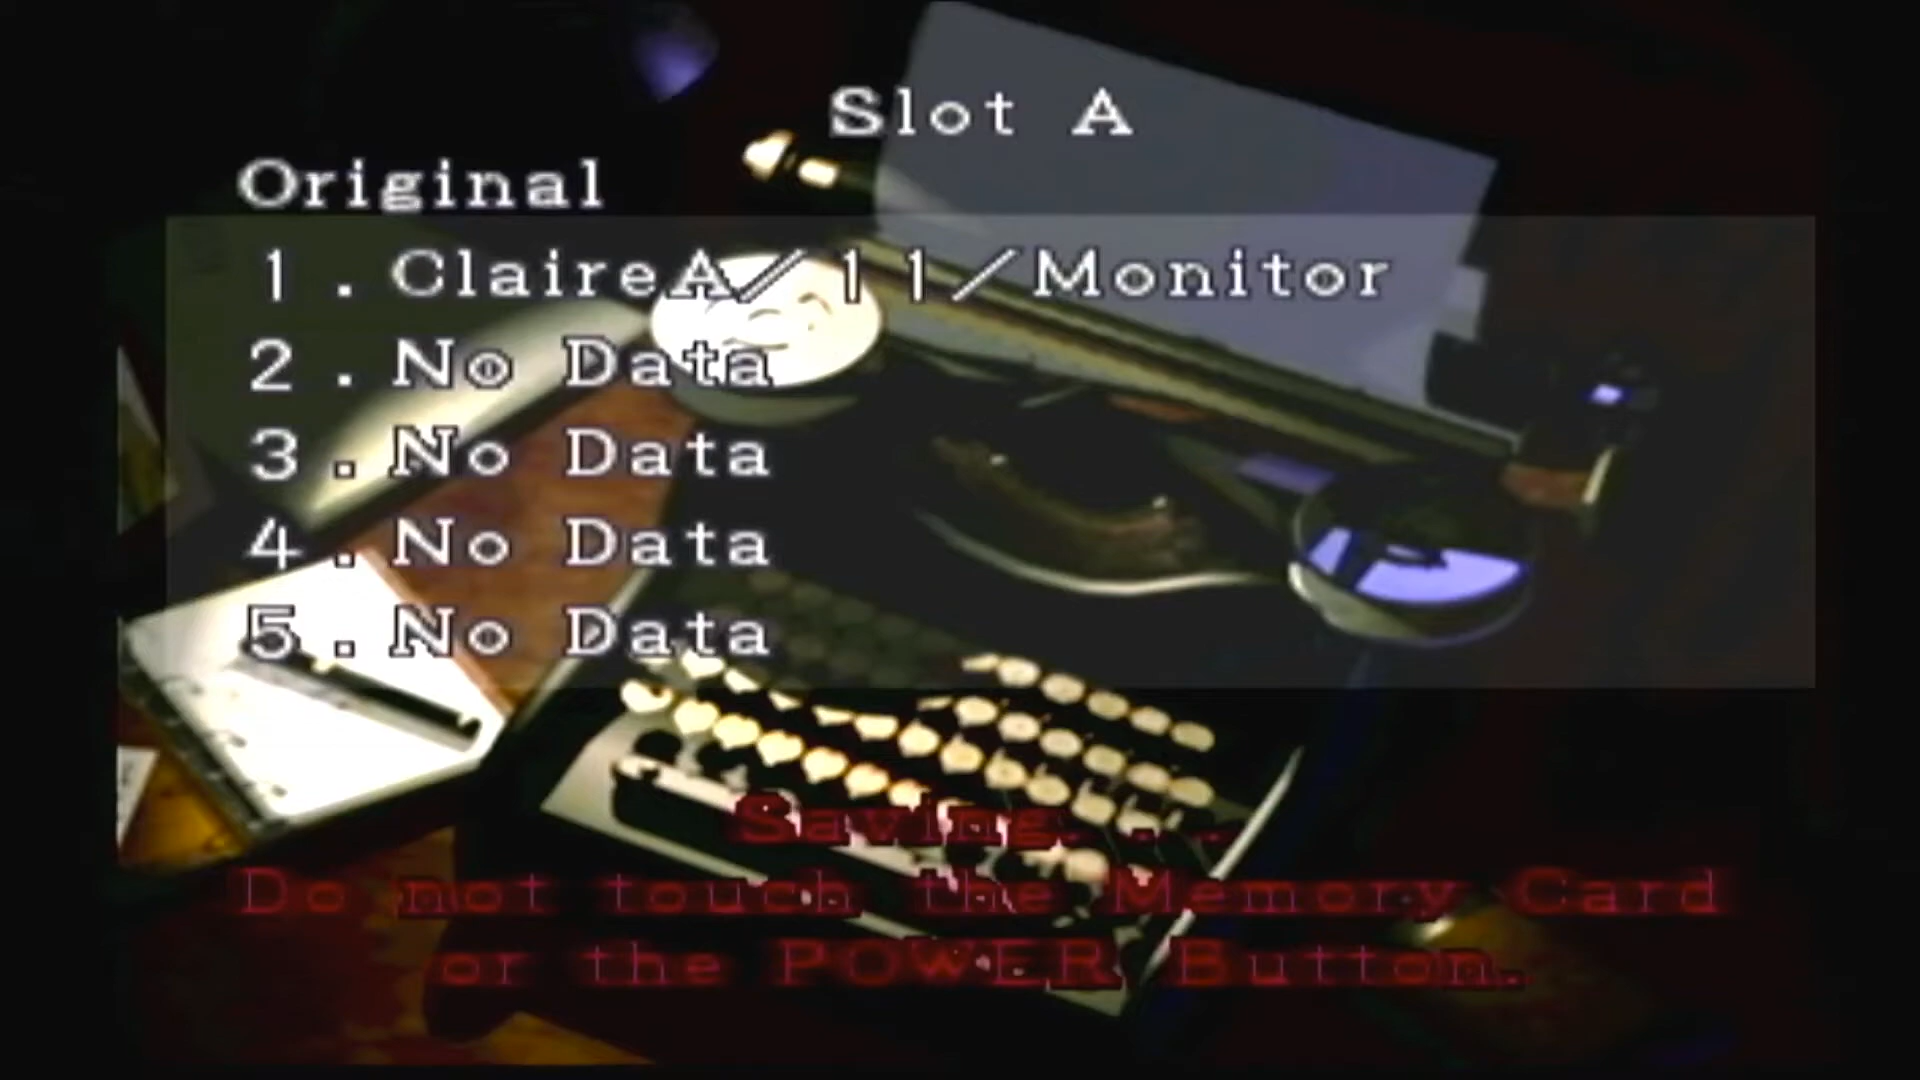 Slot A
Original
1. ClaireA/11/Monitor
2. No Data
3. No Data
4. No Data
5. No Data
Saving...
Do not touch the Memory Card
or the POWER Button.